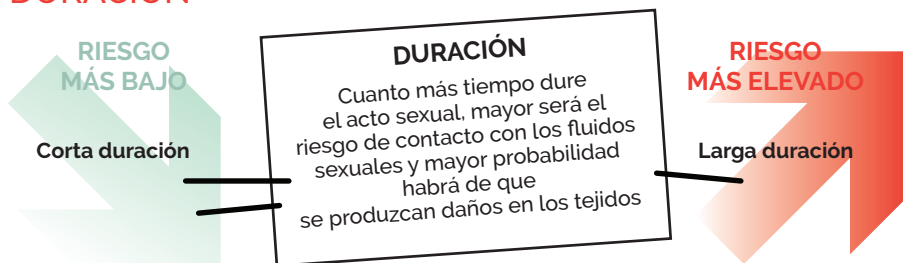 DURACIÓN
RIESGO
MÁS BAJO
Corta duración
DURACIÓN
Cuanto más tiempo dure
el acto sexual, mayor será el
riesgo de contacto con los fluidos
sexuales y mayor probabilidad
habrá de que
se produzcan daños en los tejidos
RIESGO
MÁS ELEVADO
Larga duración